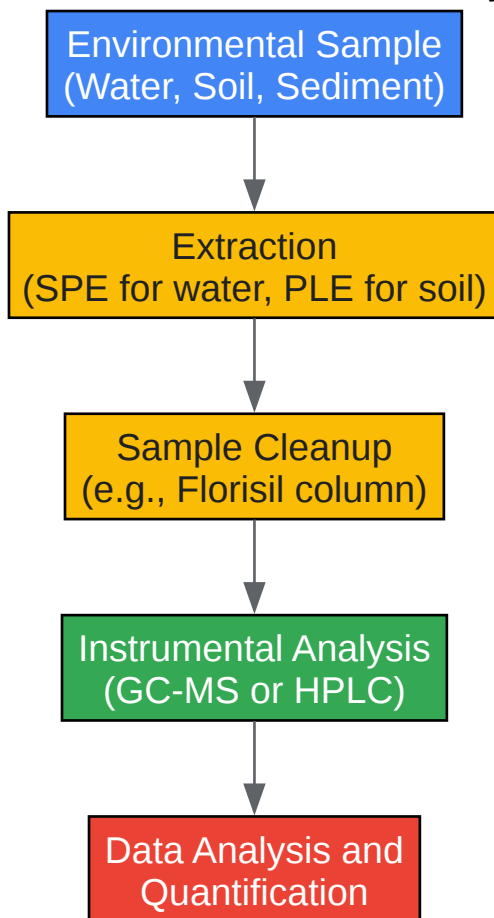 Environmental Sample
(Water, Soil, Sediment)
Extraction
(SPE for water, PLE for soil)
Sample Cleanup
(e.g., Florisil column)
Instrumental Analysis
(GC-MS or HPLC)
Data Analysis and
Quantification